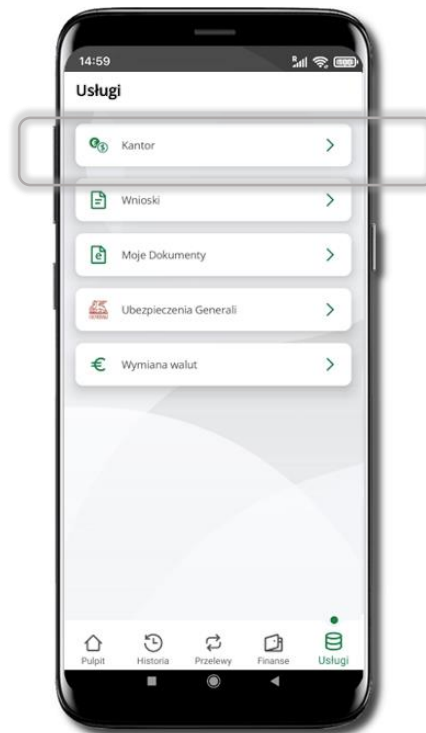 14:59
Usługi
Kantor
Wnioski
Moje Dokumenty
Ubezpieczenia Generali
Wymiana walut
Pulpit
Historia
Przelewy
Finanse
Usługi